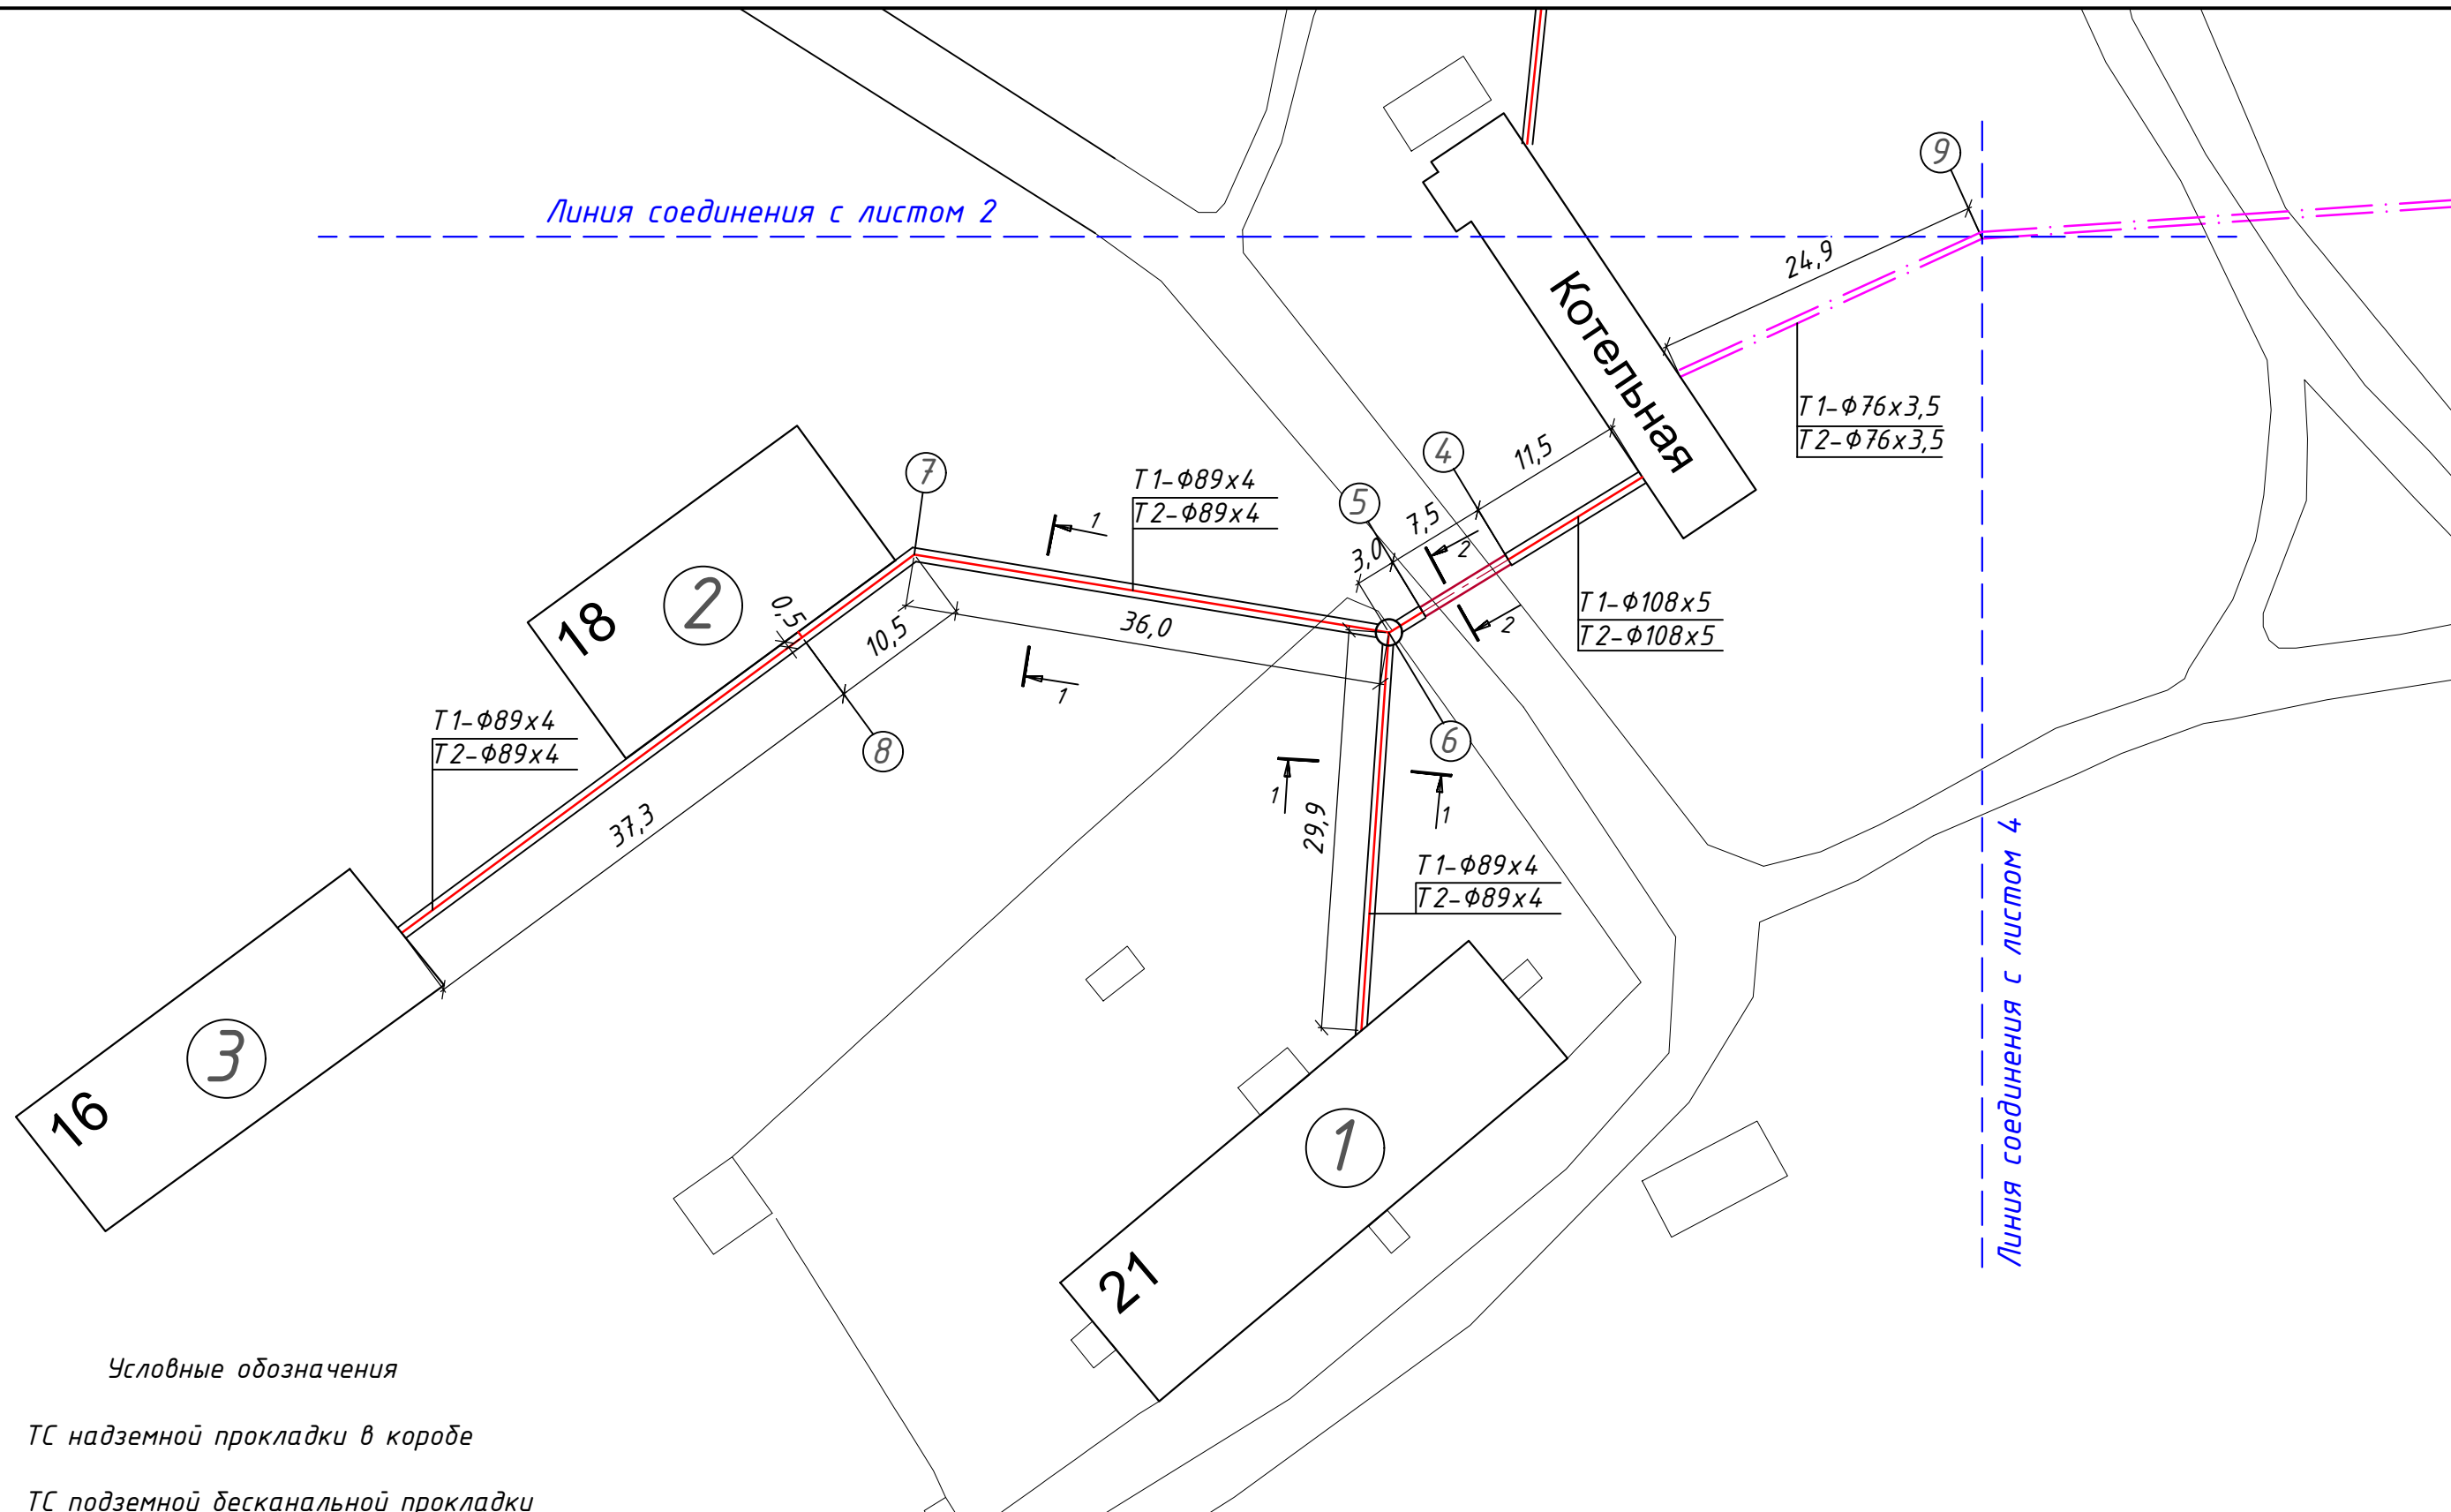 Линия соединения с листом 2
9
24,9
Котельная
Т1-Ф76х3,5
Т2-Ф76х3,5
4
11,5
7
Т1-Ф89х4
Т2-Ф89х4
5
7,5
3,0
1
2
2
18
2
0,5
10,5
36,0
Т1-Ф108х5
Т2-Ф108х5
1
Т1-Ф89х4
Т2-Ф89х4
8
6
37,3
1
29,9
1
Т1-Ф89х4
Т2-Ф89х4
Линия соединения с листом 4
3
16
1
21
Условные обозначения
ТС надземной прокладки в коробе
ТС подземной бесканальной прокладки